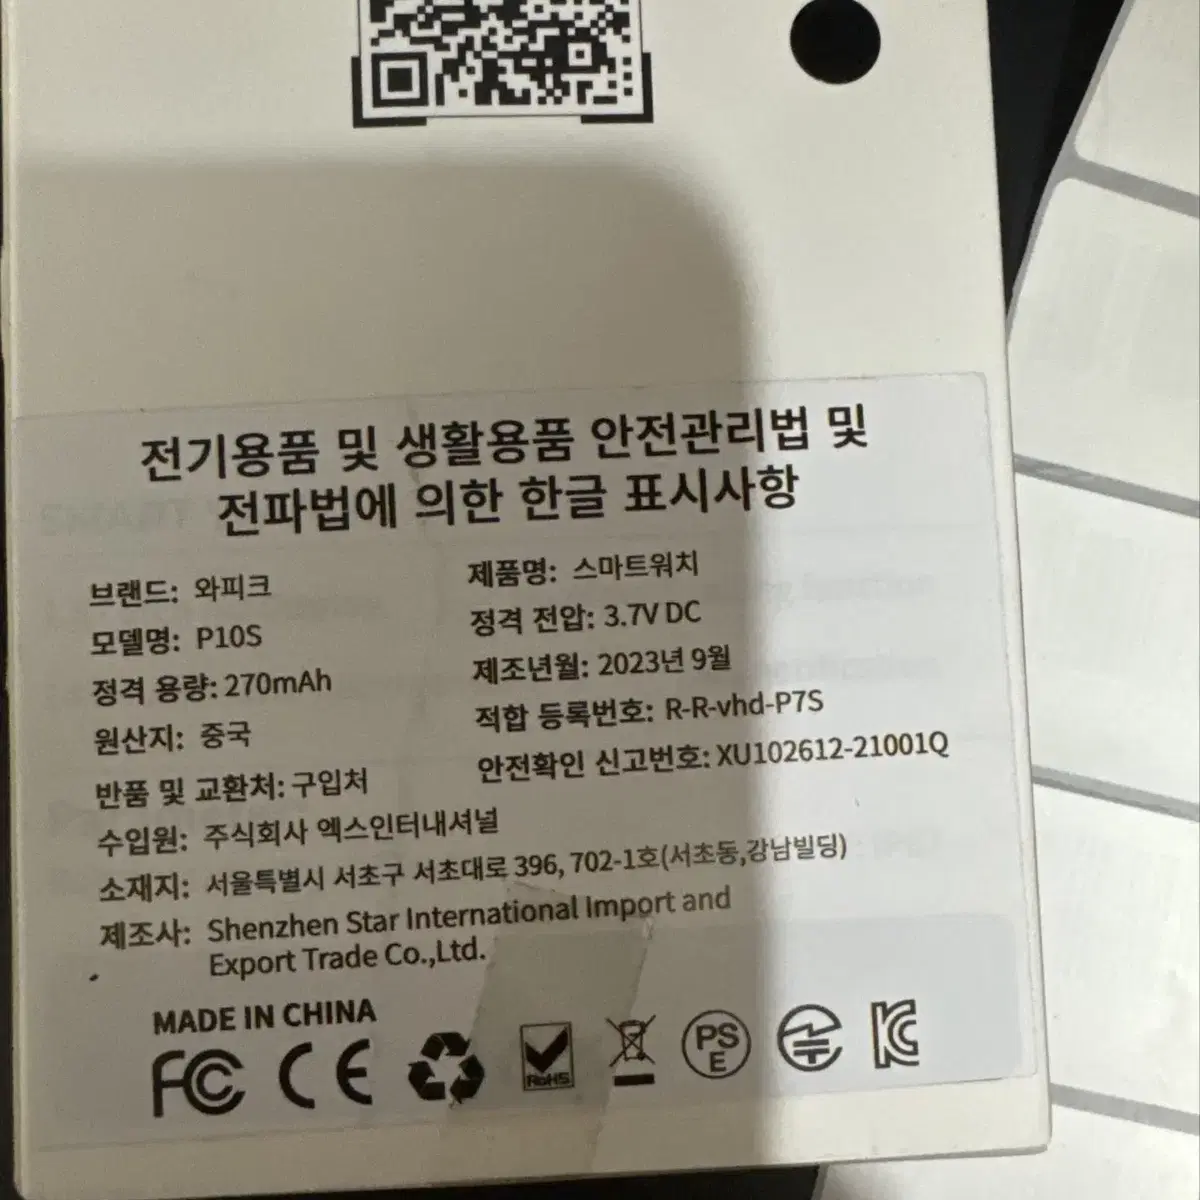 전기용품 및 생활용품 안전관리법 및
전파법에 의한 한글 표시사항
브랜드: 와피크
제품명: 스마트워치
모델명: P10S
정격 전압: 3.7V DC
정격 용량: 270mAh
제조년월: 2023년 9월
원산지: 중국
적합 등록번호: R-R-vhd-P7S
반품 및 교환처: 구입처
안전확인 신고번호: XU102612-21001Q
수입원: 주식회사 엑스인터내셔널
소재지: 서울특별시 서초구 서초대로 396, 702-1호(서초동,강남빌딩)
제조사: Shenzhen Star International Import and
Export Trade Co.,Ltd.
MADE IN CHINA
FC CE RoHS PSE KC